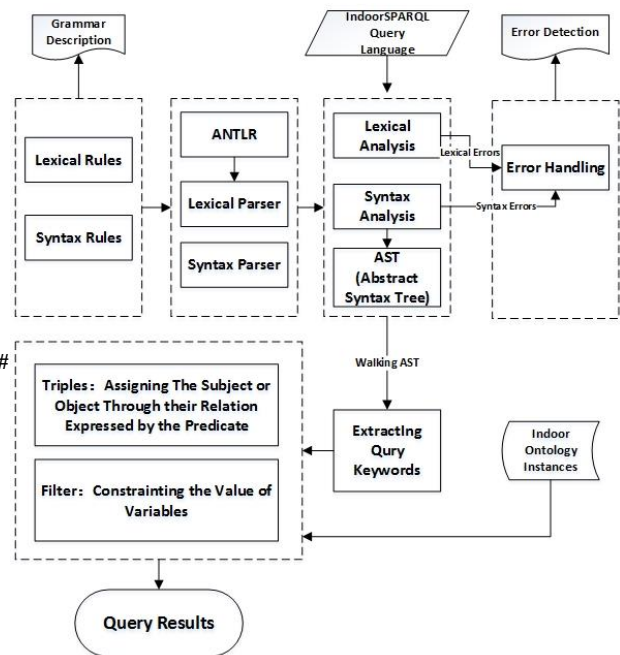 Grammar
Description
IndoorSPARQL
Query
Language
Error Detection
Lexical Rules
Syntax Rules
ANTLR
Lexical Parser
Syntax Parser
Lexical
Analysis
Syntax
Analysis
AST
(Abstract
Syntax Tree)
Lexical Errors
Syntax Errors
Error Handling
Walking AST
#
Triples：Assigning The Subject or
Object Through their Relation
Expressed by the Predicate
Filter：Constrainting the Value of
Variables
Extracting
Qury
Keywords
Indoor
Ontology
Instances
Query Results